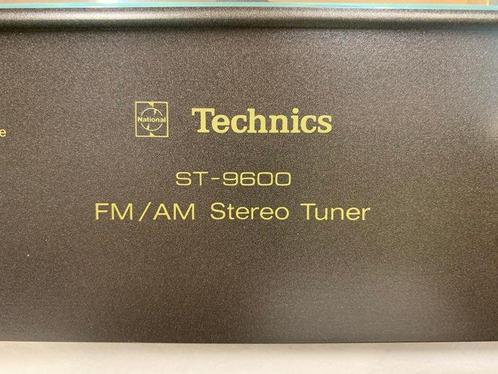 National Technics
ST-9600
FM/AM Stereo Tuner